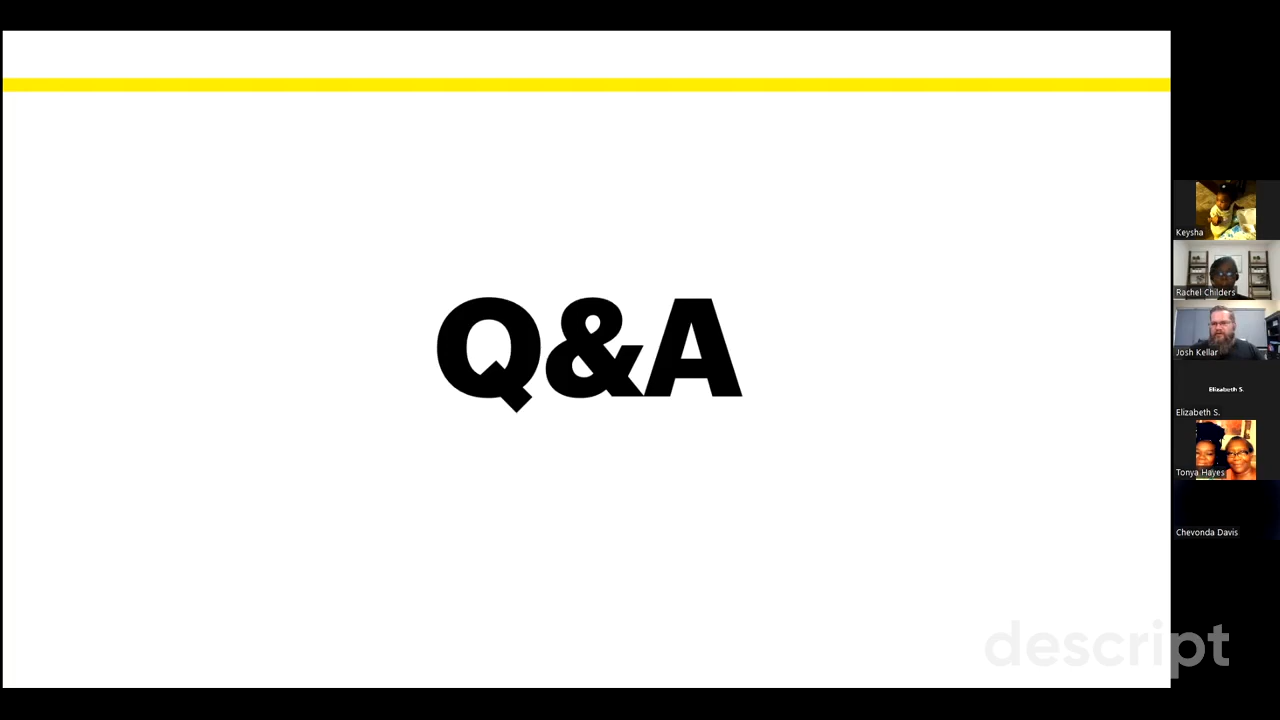 Q&A
Keysha
Rachel Childers
Josh Kellar
Elizabeth S.
Elizabeth S.
Tonya Hayes
Chevonda Davis
descript